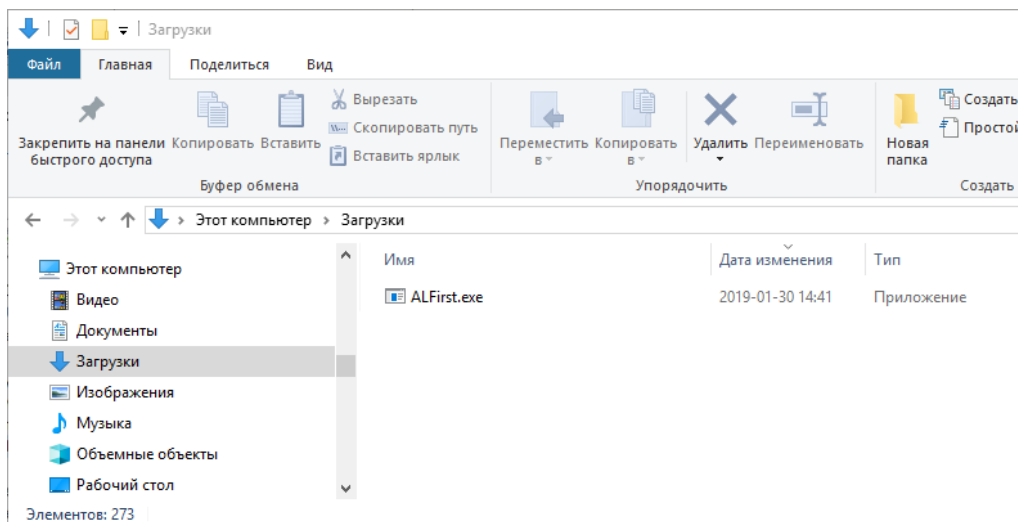 Загрузки
Файл Главная Поделиться Вид
Закрепить на панели быстрого доступа
Копировать
Вставить
Вырезать
Скопировать путь
Вставить ярлык
Буфер обмена
Переместить в
Копировать в
Удалить
Переименовать
Упорядочить
Новая папка
Создать
Простой
Создать
Этот компьютер > Загрузки
Имя Дата изменения Тип
ALFirst.exe 2019-01-30 14:41 Приложение
Этот компьютер
Видео
Документы
Загрузки
Изображения
Музыка
Объемные объекты
Рабочий стол
Элементов: 273